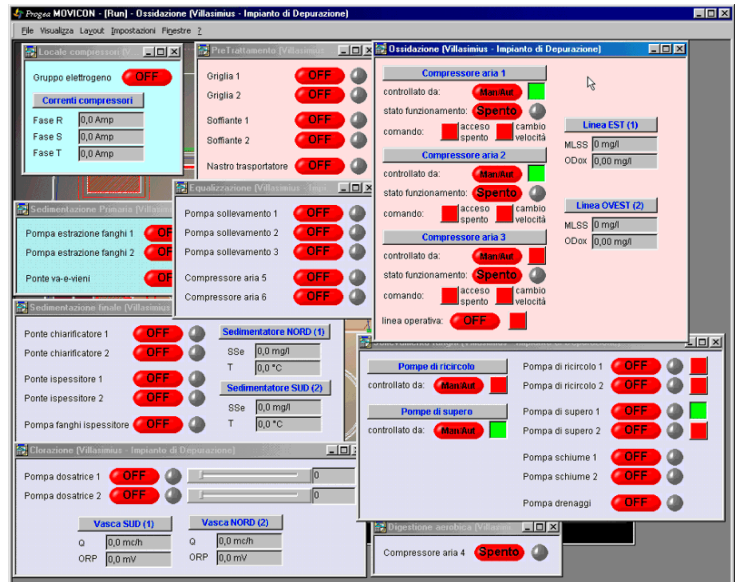 Progea MOVICON - [Run] - Ossidazione (Villasimius - Impianto di Depurazione)
File Visualizza Layout Impostazioni Finestre ?
Locale compressori (V
Gruppo elettrogeno OFF
Correnti compressori
Fase R 0,0 Amp
Fase S 0,0 Amp
Fase T 0,0 Amp
PreTrattamento (Villasimius
Griglia 1 OFF
Griglia 2 OFF
Soffiante 1 OFF
Soffiante 2 OFF
Nastro trasportatore OFF
Ossidazione (Villasimius - Impianto di Depurazione)
Compressore aria 1
controllato da: Man/Aut
stato funzionamento: Spento
comando: acceso spento cambio velocità
Compressore aria 2
controllato da: Man/Aut
stato funzionamento: Spento
comando: acceso spento cambio velocità
Compressore aria 3
controllato da: Man/Aut
stato funzionamento: Spento
comando: acceso spento cambio velocità
linea operativa: OFF
Linea EST (1)
MLSS 0 mg/l
ODox 0,00 mg/l
Linea OVEST (2)
MLSS 0 mg/l
ODox 0,00 mg/l
Sedimentazione Primaria (Villasimius
Pompa estrazione fanghi 1 OFF
Pompa estrazione fanghi 2 OFF
Ponte va-e-vieni OFF
Equalizzazione (Villasimius - Impi
Pompa sollevamento 1 OFF
Pompa sollevamento 2 OFF
Pompa sollevamento 3 OFF
Compressore aria 5 OFF
Compressore aria 6 OFF
Sedimentazione finale (Villasimius
Ponte chiarificatore 1 OFF
Ponte chiarificatore 2 OFF
Ponte ispessitore 1 OFF
Ponte ispessitore 2 OFF
Pompa fanghi ispessitore OFF
Sedimentatore NORD (1)
SSe 0,0 mg/l
T 0,0 °C
Sedimentatore SUD (2)
SSe 0,0 mg/l
T 0,0 °C
Pompe di ricircolo
controllato da: Man/Aut
Pompe di supero
controllato da: Man/Aut
Pompa di ricircolo 1 OFF
Pompa di ricircolo 2 OFF
Pompa di supero 1 OFF
Pompa di supero 2 OFF
Pompa schiume 1 OFF
Pompa schiume 2 OFF
Pompa drenaggi OFF
Clorazione (Villasimius - Impianto di Depurazione)
Pompa dosatrice 1 OFF 0
Pompa dosatrice 2 OFF 0
Vasca SUD (1)
Q 0,0 mc/h
ORP 0,0 mV
Vasca NORD (2)
Q 0,0 mc/h
ORP 0,0 mV
Digestione aerobica (Villasimi
Compressore aria 4 Spento